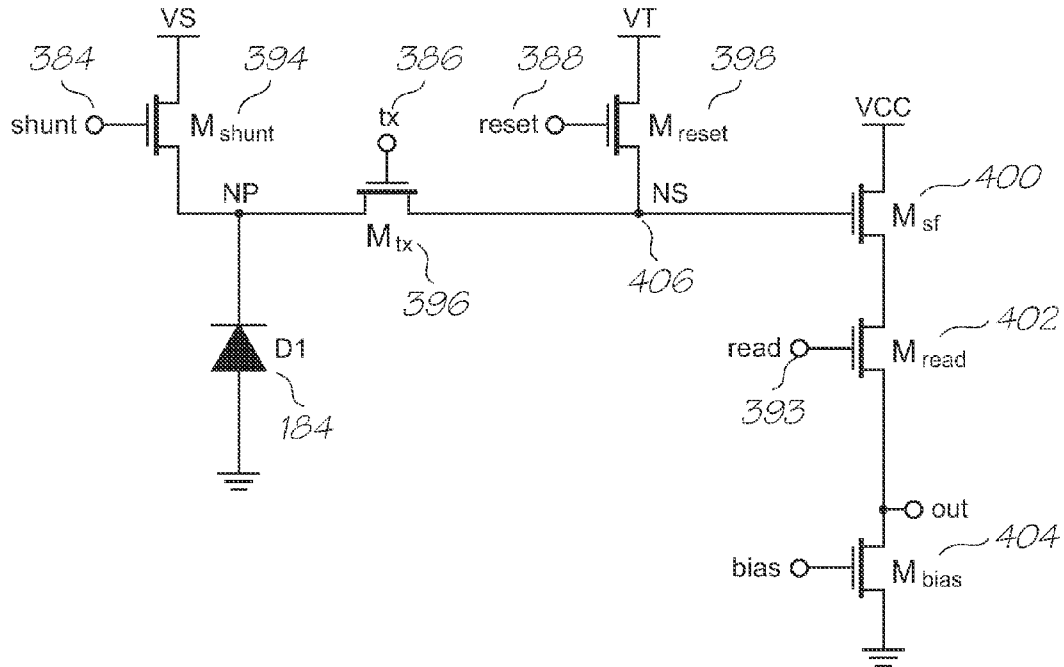 VS
VT
384
394
386
388
398
shunt
M shunt
tx
reset
M reset
VCC
400
NP
NS
M sf
M tx
396
406
402
D1
read
M read
184
393
out
404
bias
M bias